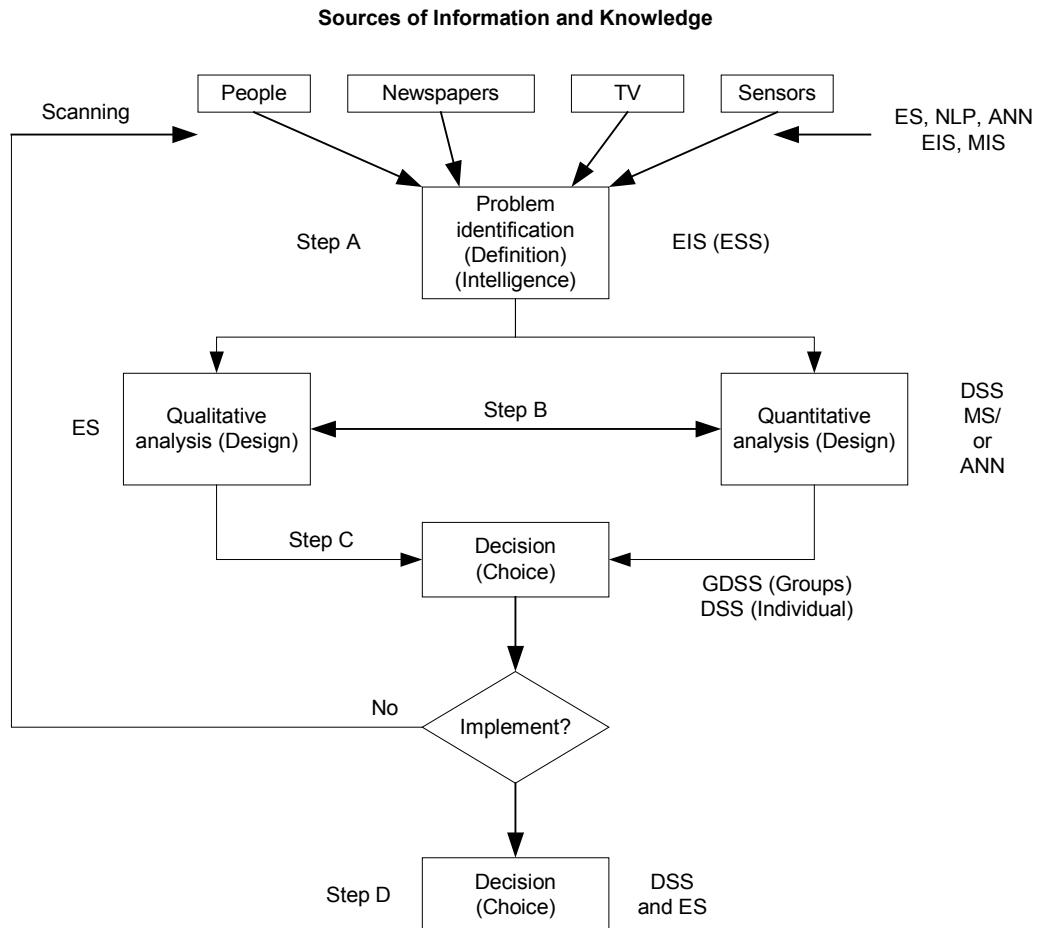 Sources of Information and Knowledge
People
Newspapers
TV
Sensors
Scanning
ES, NLP, ANN
EIS, MIS
Problem
identification
(Definition)
(Intelligence)
Step A
EIS (ESS)
ES
Qualitative
analysis (Design)
Step B
Quantitative
analysis (Design)
DSS
MS/
or
ANN
Step C
Decision
(Choice)
GDSS (Groups)
DSS (Individual)
No
Implement?
Step D
Decision
(Choice)
DSS
and ES